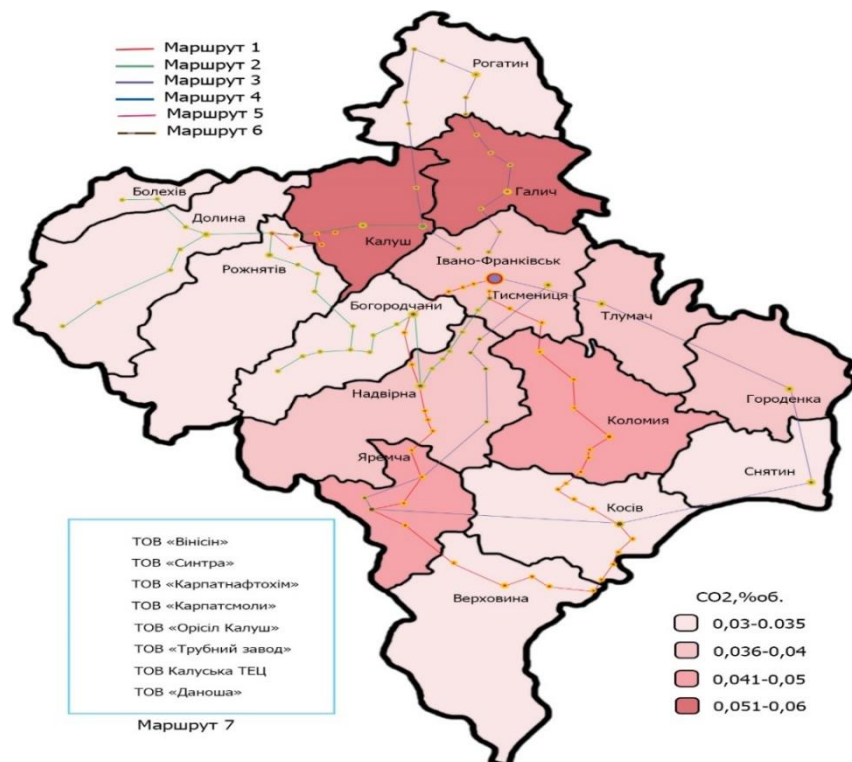 Маршрут 1
Маршрут 2
Маршрут 3
Маршрут 4
Маршрут 5
Маршрут 6
Рогатин
Галич
Болехів
Долина
Калуш
Рожнятів
Івано-Франківськ
Тисмениця
Богородчани
Тлумач
Надвірна
Городенка
Коломия
Яремча
Снятин
Косів
Верховина
ТОВ «Вінісін»
ТОВ «Синтра»
ТОВ «Карпатнафтохім»
ТОВ «Карпатсмоли»
ТОВ «Орісіл Калуш»
ТОВ «Трубний завод»
ТОВ Калуська ТЕЦ
ТОВ «Даноша»
Маршрут 7
СО2,%об.
0,03-0.035
0,036-0,04
0,041-0,05
0,051-0,06